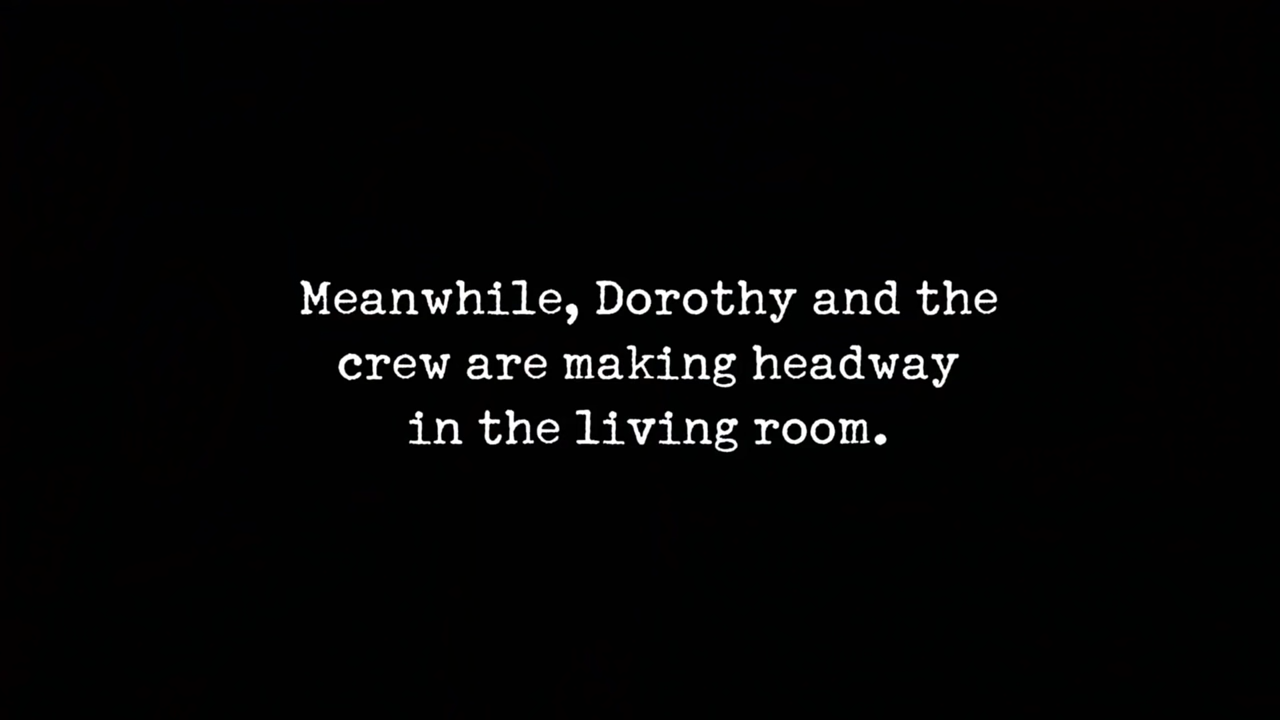 Meanwhile, Dorothy and the
crew are making headway
in the living room.